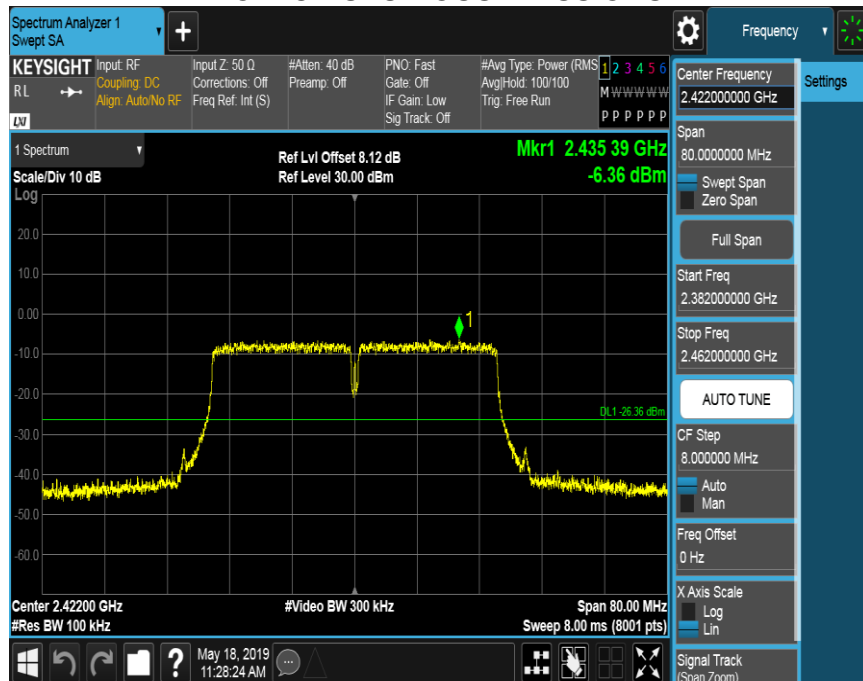 Spectrum Analyzer 1
Swept SA
+
Frequency
KEYSIGHT
RL
LXI
Input: RF
Coupling: DC
Align: Auto/No RF
Input Z: 50 Ω
Corrections: Off
Freq Ref: Int (S)
#Atten: 40 dB
Preamp: Off
PNO: Fast
Gate: Off
IF Gain: Low
Sig Track: Off
#Avg Type: Power (RMS
Avg|Hold: 100/100
Trig: Free Run
1 2 3 4 5 6
M W W W W W
P P P P P P
1 Spectrum
Scale/Div 10 dB
Ref Lvl Offset 8.12 dB
Ref Level 30.00 dBm
Mkr1 2.435 39 GHz
-6.36 dBm
Log
20.0
10.0
0.00
-10.0
-20.0
-30.0
-40.0
-50.0
-60.0
1
DL1 -26.36 dBm
Center 2.42200 GHz
#Video BW 300 kHz
Span 80.00 MHz
#Res BW 100 kHz
Sweep 8.00 ms (8001 pts)
May 18, 2019
11:28:24 AM
?
Center Frequency
2.422000000 GHz
Settings
Span
80.0000000 MHz
Swept Span
Zero Span
Full Span
Start Freq
2.382000000 GHz
Stop Freq
2.462000000 GHz
AUTO TUNE
CF Step
8.000000 MHz
Auto
Man
Freq Offset
0 Hz
X Axis Scale
Log
Lin
Signal Track
(Span Zoom)